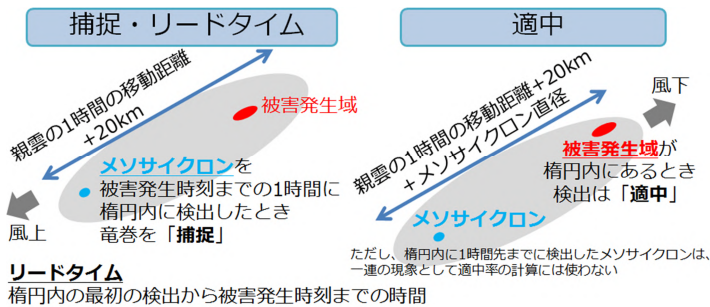 捕捉・リードタイム
親雲の1時間の移動距離
+20km
被害発生域
メソサイクロンを
被害発生時刻までの1時間に
楕円内に検出したとき
竜巻を「捕捉」
風上
リードタイム
楕円内の最初の検出から被害発生時刻までの時間
適中
親雲の1時間の移動距離+20km
+メソサイクロン直径
風下
被害発生域が
楕円内にあるとき
検出は「適中」
メソサイクロン
ただし、楕円内に1時間先までに検出したメソサイクロンは、
一連の現象として適中率の計算には使わない